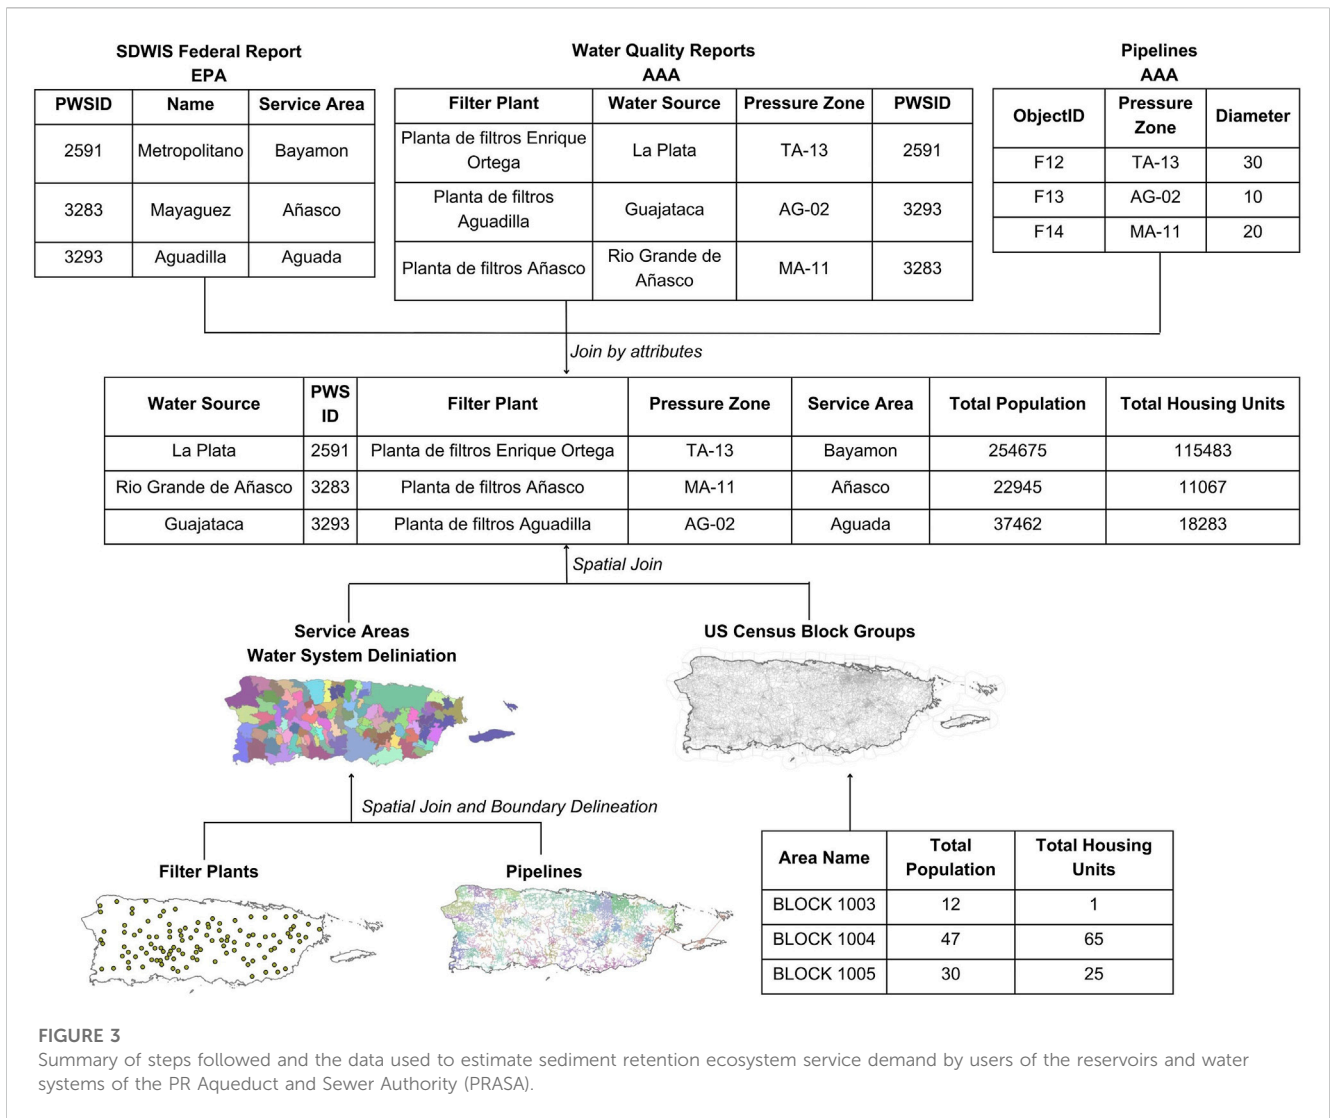 SDWIS Federal Report
EPA
PWSID Name Service Area
2591 Metropolitano Bayamon
3283 Mayaguez Añasco
3293 Aguadilla Aguada
Water Quality Reports
AAA
Filter Plant Water Source Pressure Zone PWSID
Planta de filtros Enrique
Ortega La Plata TA-13 2591
Planta de filtros
Aguadilla Guajataca AG-02 3293
Planta de filtros Añasco Rio Grande de
Añasco MA-11 3283
Pipelines
AAA
ObjectID Pressure
Zone Diameter
F12 TA-13 30
F13 AG-02 10
F14 MA-11 20
Join by attributes
Water Source PWS
ID Filter Plant Pressure Zone Service Area Total Population Total Housing Units
La Plata 2591 Planta de filtros Enrique Ortega TA-13 Bayamon 254675 115483
Rio Grande de Añasco 3283 Planta de filtros Añasco MA-11 Añasco 22945 11067
Guajataca 3293 Planta de filtros Aguadilla AG-02 Aguada 37462 18283
Spatial Join
Service Areas
Water System Deliniation
US Census Block Groups
Spatial Join and Boundary Delineation
Filter Plants
Pipelines
Area Name Total
Population Total Housing
Units
BLOCK 1003 12 1
BLOCK 1004 47 65
BLOCK 1005 30 25
FIGURE 3
Summary of steps followed and the data used to estimate sediment retention ecosystem service demand by users of the reservoirs and water
systems of the PR Aqueduct and Sewer Authority (PRASA).